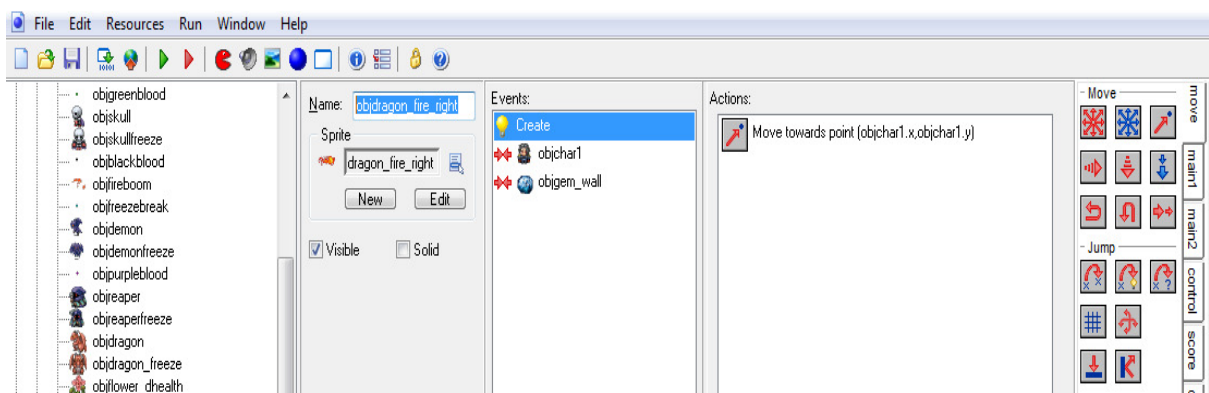 File Edit Resources Run Window Help
objgreenblood
objskull
objskullfreeze
objblackblood
objfireboom
objfreezebreak
objdemon
objdemonfreeze
objpurpleblood
objreaper
objreaperfreeze
objdragon
objdragon_freeze
objflower_dhealth
Name: objdragon_fire_right
Sprite
dragon_fire_right
New Edit
Visible Solid
Events:
Create
objchar1
objgem_wall
Actions:
Move towards point (objchar1.x,objchar1.y)
Move
Jump
move
main1
main2
control
score